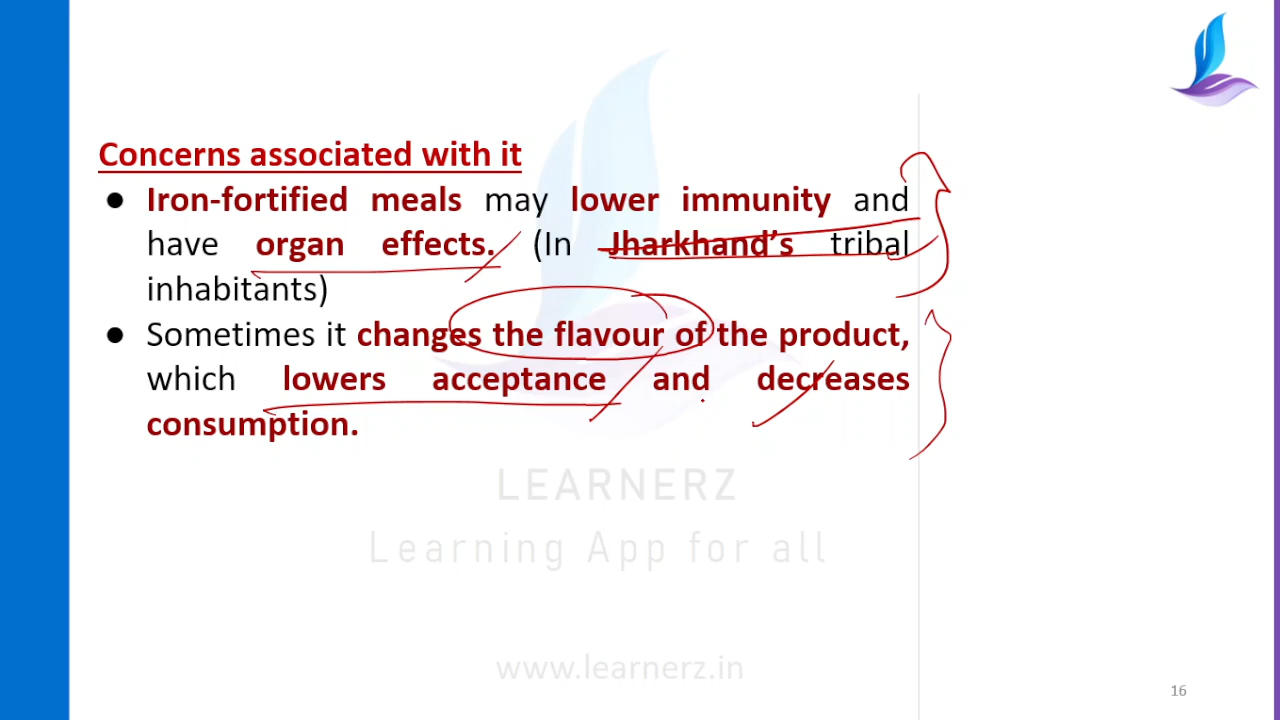 Concerns associated with it
● Iron-fortified meals may lower immunity and
have organ effects. (In Jharkhand’s tribal
inhabitants)
● Sometimes it changes the flavour of the product,
which lowers acceptance and decreases
consumption.
LEARNERZ
Learning App for all
www.learnerz.in
16